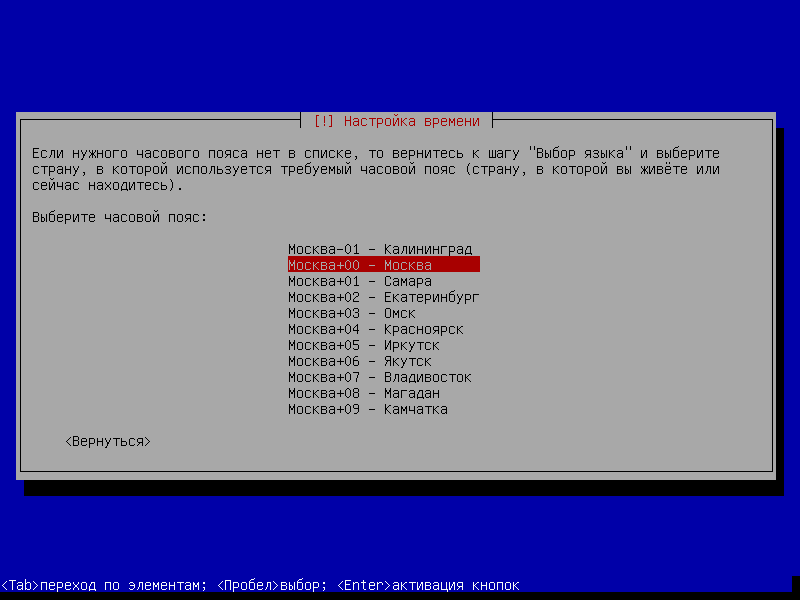 [!] Настройка времени
Если нужного часового пояса нет в списке, то вернитесь к шагу "Выбор языка" и выберите
страну, в которой используется требуемый часовой пояс (страну, в которой вы живёте или
сейчас находитесь).
Выберите часовой пояс:
Москва-01 - Калининград
Москва+00 - Москва
Москва+01 - Самара
Москва+02 - Екатеринбург
Москва+03 - Омск
Москва+04 - Красноярск
Москва+05 - Иркутск
Москва+06 - Якутск
Москва+07 - Владивосток
Москва+08 - Магадан
Москва+09 - Камчатка
<Вернуться>
<Tab>переход по элементам; <Пробел>выбор; <Enter>активация кнопок